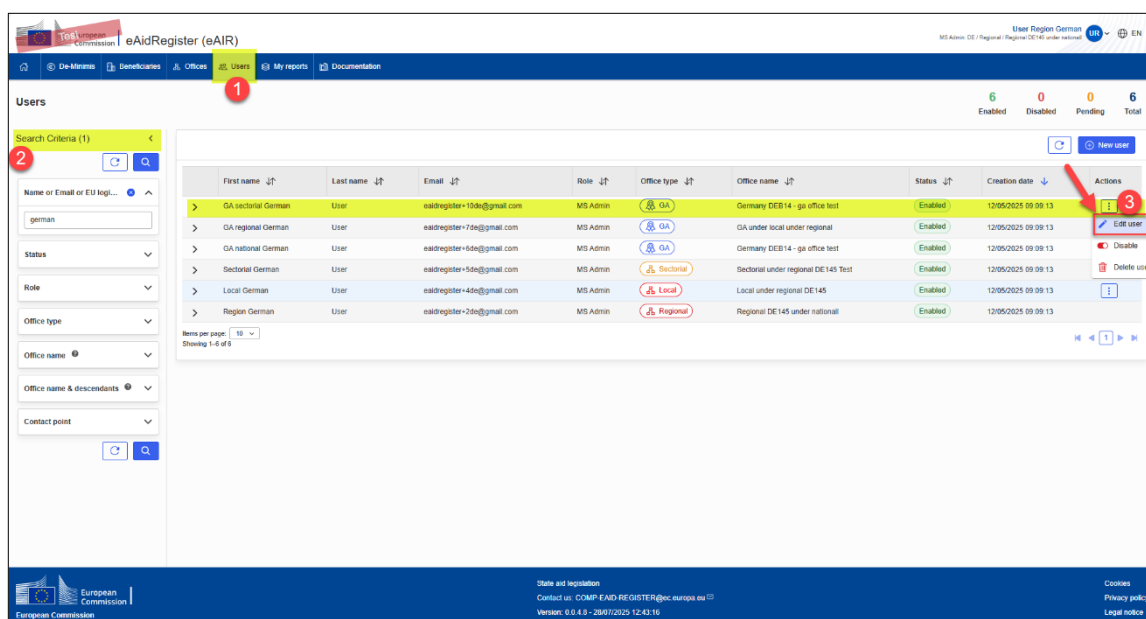 Test
European
Commission
eAidRegister (eAIR)
User Region German
MS Admin: DE / Regional / Regional DE145 under nationall
UR
EN
De-Minimis
Beneficiaries
Offices
Users
My reports
Documentation
1
Users
6
Enabled
0
Disabled
0
Pending
6
Total
Search Criteria (1)
2
New user
Name or Email or EU logi...
german
Status
Role
Office type
Office name
Office name & descendants
Contact point
First name Last name Email Role Office type Office name Status Creation date Actions
GA sectorial German User eaidregister+10de@gmail.com MS Admin GA Germany DEB14 - ga office test Enabled 12/05/2025 09:09:13
3
GA regional German User eaidregister+7de@gmail.com MS Admin GA GA under local under regional Enabled 12/05/2025 09:09:13
Edit user
GA national German User eaidregister+6de@gmail.com MS Admin GA Germany DEB14 - ga office test Enabled 12/05/2025 09:09:13
Disable
Sectorial German User eaidregister+5de@gmail.com MS Admin Sectorial Sectorial under regional DE145 Test Enabled 12/05/2025 09:09:13
Delete use
Local German User eaidregister+4de@gmail.com MS Admin Local Local under regional DE145 Enabled 12/05/2025 09:09:13
Region German User eaidregister+2de@gmail.com MS Admin Regional Regional DE145 under nationall Enabled 12/05/2025 09:09:13
Items per page: 10
Showing 1–6 of 6
1
European
Commission
European Commission
State aid legislation
Contact us: COMP-EAID-REGISTER@ec.europa.eu
Version: 0.0.4.8 - 28/07/2025 12:43:16
Cookies
Privacy policy
Legal notice